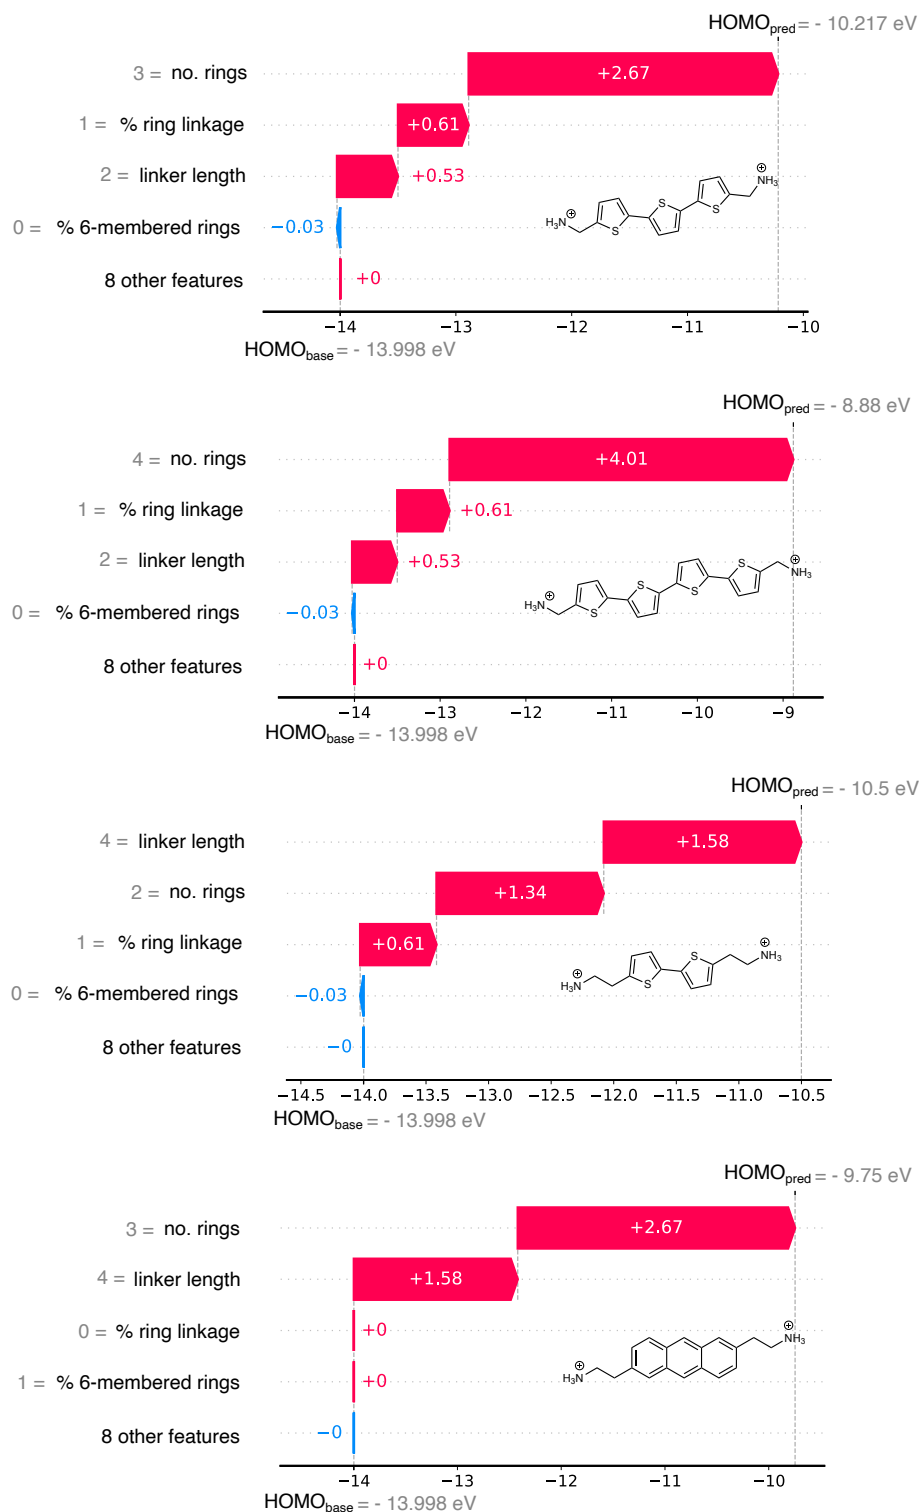 HOMOpred = - 10.217 eV
3 = no. rings
+2.67
1 = % ring linkage
+0.61
2 = linker length
+0.53
0 = % 6-membered rings
−0.03
8 other features
+0
H3N ⊕ S S S ⊕ NH3
−14 −13 −12 −11 −10
HOMObase = - 13.998 eV
HOMOpred = - 8.88 eV
4 = no. rings
+4.01
1 = % ring linkage
+0.61
2 = linker length
+0.53
0 = % 6-membered rings
−0.03
8 other features
+0
H3N ⊕ S S S S ⊕ NH3
−14 −13 −12 −11 −10 −9
HOMObase = - 13.998 eV
HOMOpred = - 10.5 eV
4 = linker length
+1.58
2 = no. rings
+1.34
1 = % ring linkage
+0.61
0 = % 6-membered rings
−0.03
8 other features
−0
H3N ⊕ S S ⊕ NH3
−14.5 −14.0 −13.5 −13.0 −12.5 −12.0 −11.5 −11.0 −10.5
HOMObase = - 13.998 eV
HOMOpred = - 9.75 eV
3 = no. rings
+2.67
4 = linker length
+1.58
0 = % ring linkage
+0
1 = % 6-membered rings
+0
8 other features
−0
H3N ⊕ ⊕ NH3
−14 −13 −12 −11 −10
HOMObase = - 13.998 eV